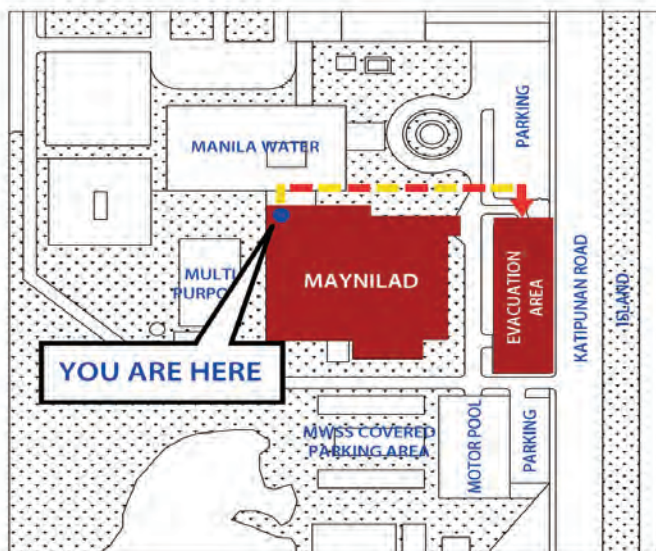 MANILA WATER
PARKING
MULTI
PURPO
MAYNILAD
EVACUATION
AREA
KATIPUNAN ROAD
ISLAND
YOU ARE HERE
MWSS COVERED
PARKING AREA
MOTOR POOL
PARKING